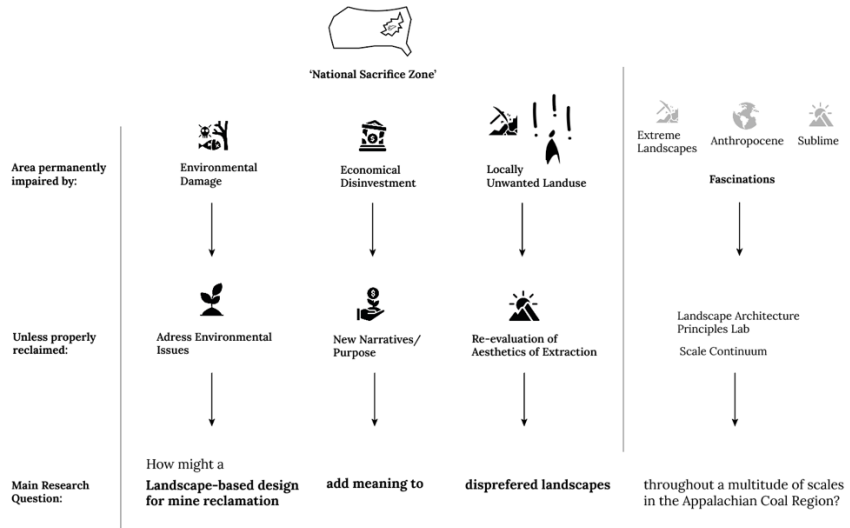 'National Sacrifice Zone'
Area permanently
impaired by:
Environmental
Damage
Economical
Disinvestment
Locally
Unwanted Landuse
Extreme
Landscapes
Anthropocene
Sublime
Fascinations
Unless properly
reclaimed:
Adress Environmental
Issues
New Narratives/
Purpose
Re-evaluation of
Aesthetics of Extraction
Landscape Architecture
Principles Lab
Scale Continuum
Main Research
Question:
How might a
Landscape-based design
for mine reclamation
add meaning to
disprefered landscapes
throughout a multitude of scales
in the Appalachian Coal Region?